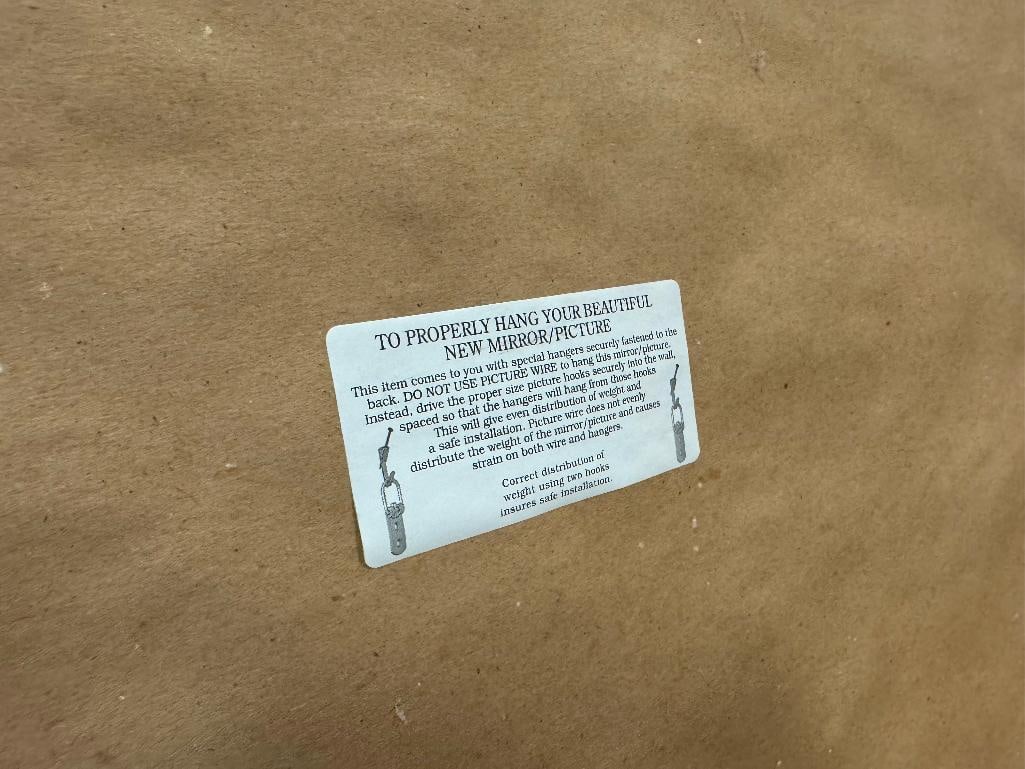 TO PROPERLY HANG YOUR BEAUTIFUL
NEW MIRROR/PICTURE
This item comes to you with special hangers securely fastened to the
back. DO NOT USE PICTURE WIRE to hang this mirror/picture.
Instead, drive the proper size picture hooks securely into the wall,
spaced so that the hangers will hang from those hooks
This will give even distribution of weight and
a safe installation. Picture wire does not evenly
distribute the weight of the mirror/picture and causes
strain on both wire and hangers.
Correct distribution of
weight using two hooks
insures safe installation.